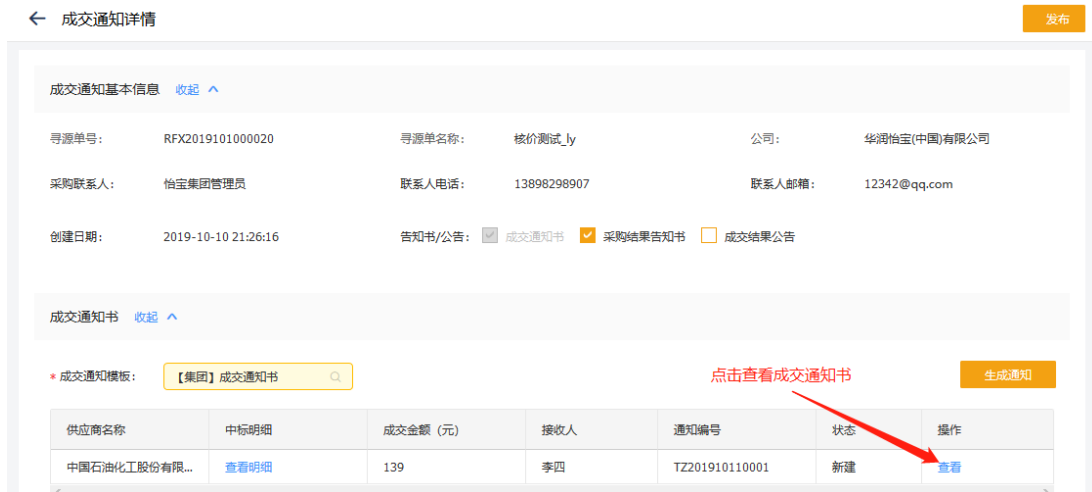 成交通知详情 发布
成交通知基本信息 收起
寻源单号： RFX2019101000020 寻源单名称： 核价测试_ly 公司： 华润怡宝(中国)有限公司
采购联系人： 怡宝集团管理员 联系人电话： 13898298907 联系人邮箱： 12342@qq.com
创建日期： 2019-10-10 21:26:16 告知书/公告： 成交通知书 采购结果告知书 成交结果公告
成交通知书 收起
* 成交通知模板： 【集团】成交通知书 点击查看成交通知书 生成通知
供应商名称 中标明细 成交金额（元） 接收人 通知编号 状态 操作
中国石油化工股份有限... 查看明细 139 李四 TZ201910110001 新建 查看